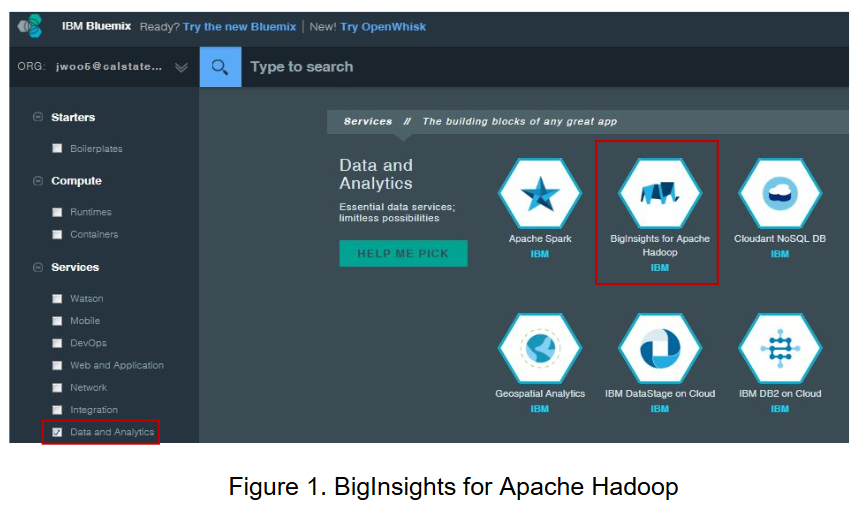 IBM Bluemix Ready? Try the new Bluemix | New! Try OpenWhisk
ORG: jwoo5@calstate... Type to search
Starters
Boilerplates
Compute
Runtimes
Containers
Services
Watson
Mobile
DevOps
Web and Application
Network
Integration
Data and Analytics
Services // The building blocks of any great app
Data and
Analytics
Essential data services;
limitless possibilities
HELP ME PICK
Apache Spark
IBM
BigInsights for Apache
Hadoop
IBM
Cloudant NoSQL DB
IBM
Geospatial Analytics
IBM
IBM DataStage on Cloud
IBM
IBM DB2 on Cloud
IBM
Figure 1. BigInsights for Apache Hadoop